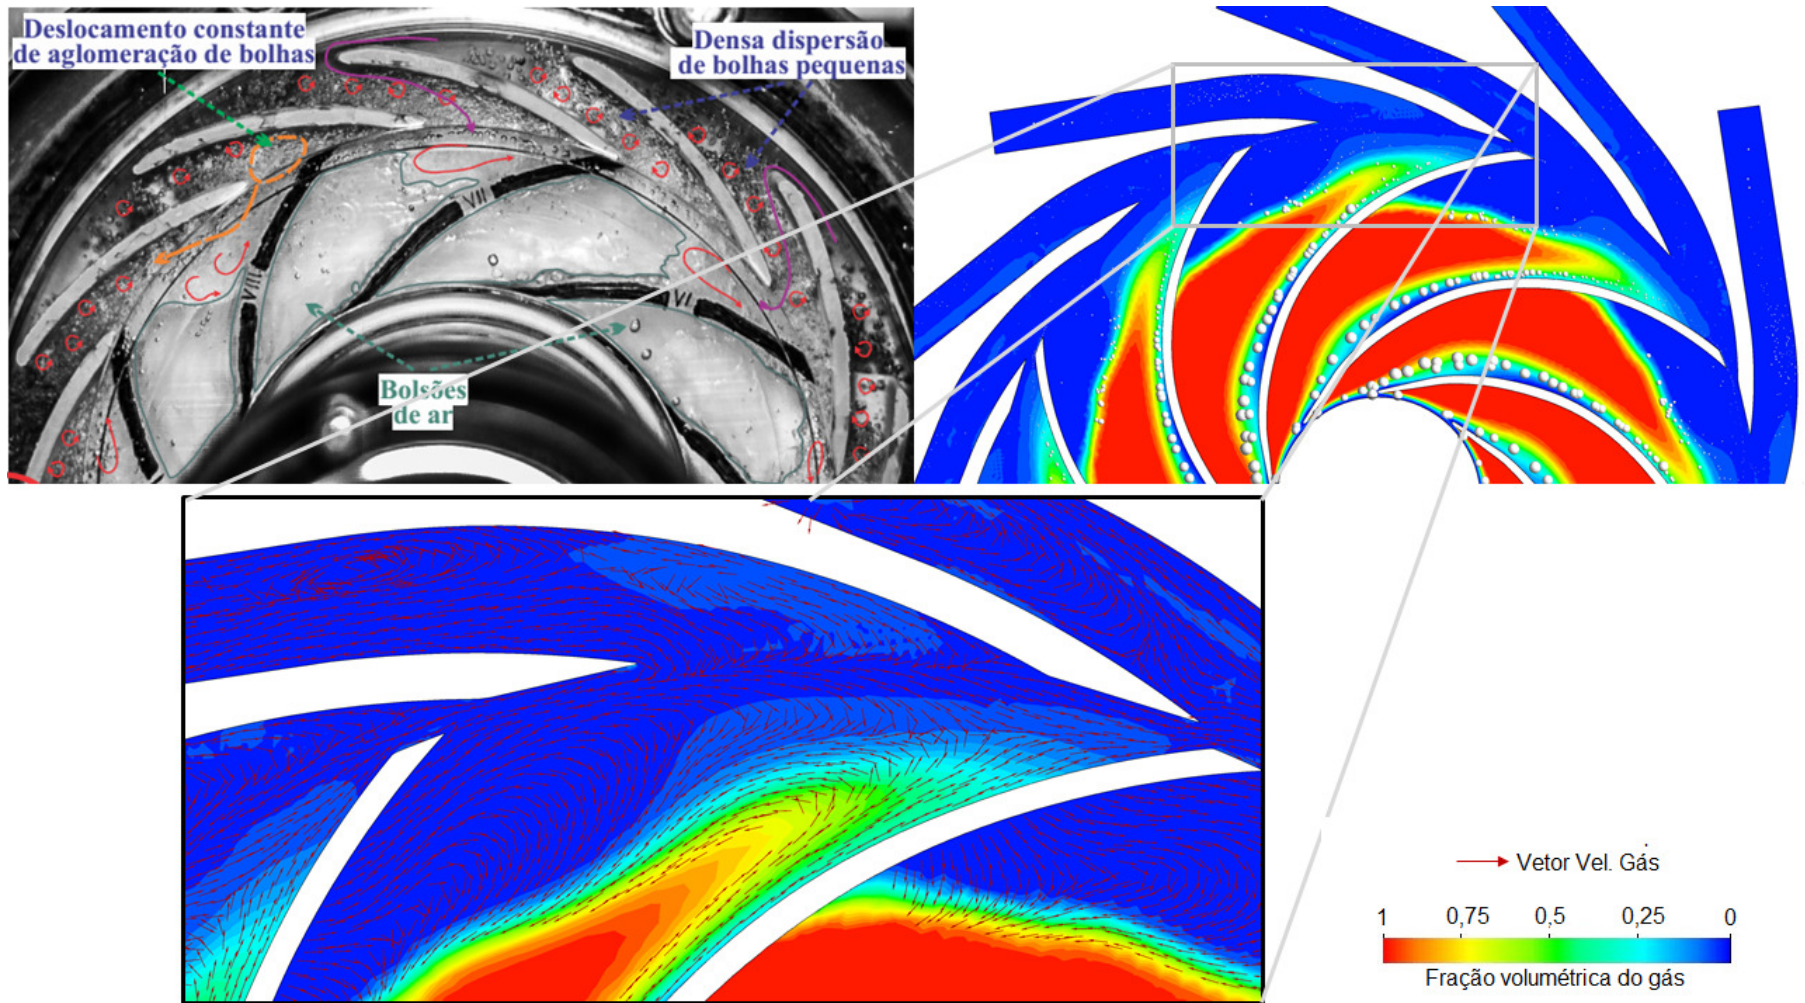 Deslocamento constante
de aglomeração de bolhas
Densa dispersão
de bolhas pequenas
VII
VIII
VI
Bolsões
de ar
Vetor Vel. Gás
1 0,75 0,5 0,25 0
Fração volumétrica do gás